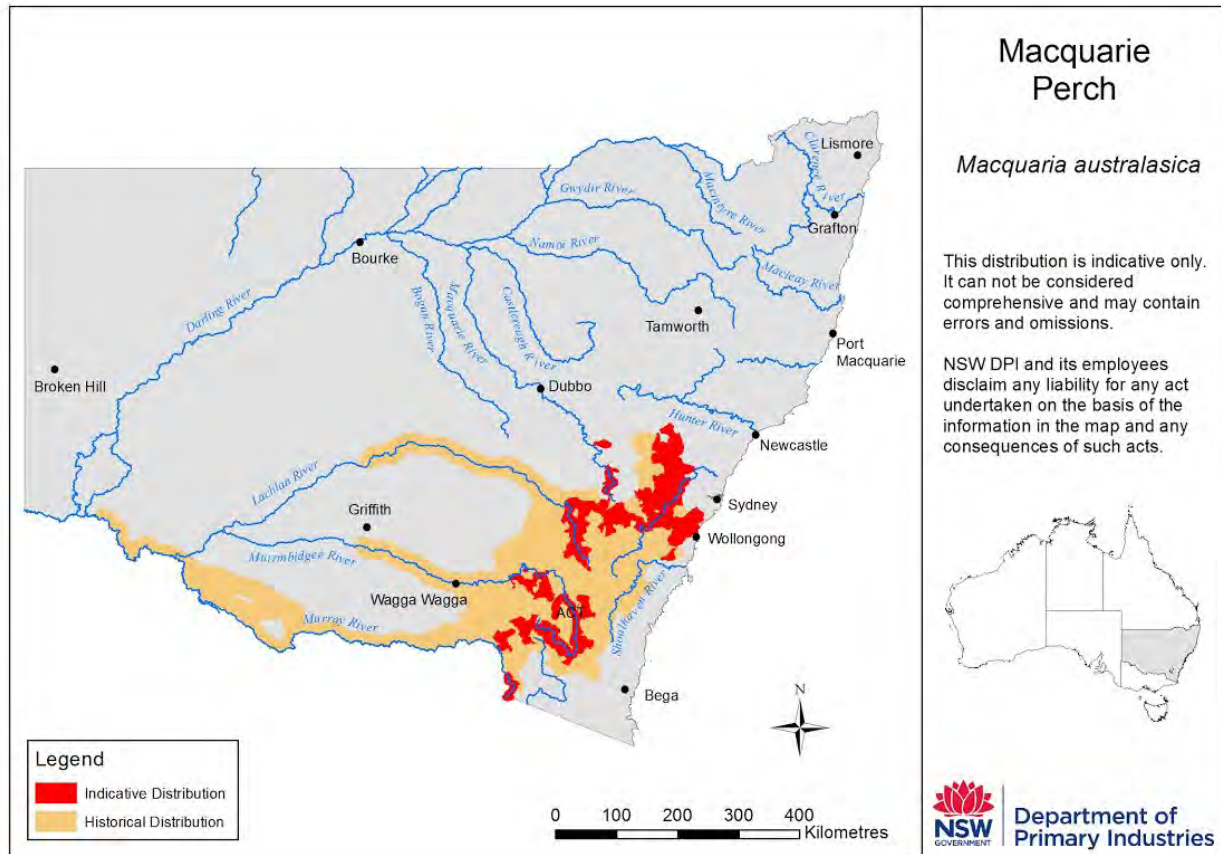 Macquarie
Perch
Macquaria australasica
This distribution is indicative only.
It can not be considered
comprehensive and may contain
errors and omissions.
NSW DPI and its employees
disclaim any liability for any act
undertaken on the basis of the
information in the map and any
consequences of such acts.
Lismore
Clarence River
Grafton
Gwydir River
Macintyre River
Namoi River
Macleay River
Bourke
Darling River
Bogan River
Macquarie River
Castlereagh River
Tamworth
Port
Macquarie
Broken Hill
Dubbo
Hunter River
Newcastle
Lachlan River
Griffith
Sydney
Wollongong
Murrmbidgee River
Wagga Wagga
ACT
Shoalhaven River
Murray River
Bega
N
Legend
Indicative Distribution
Historical Distribution
0 100 200 300 400
Kilometres
NSW
GOVERNMENT
Department of
Primary Industries